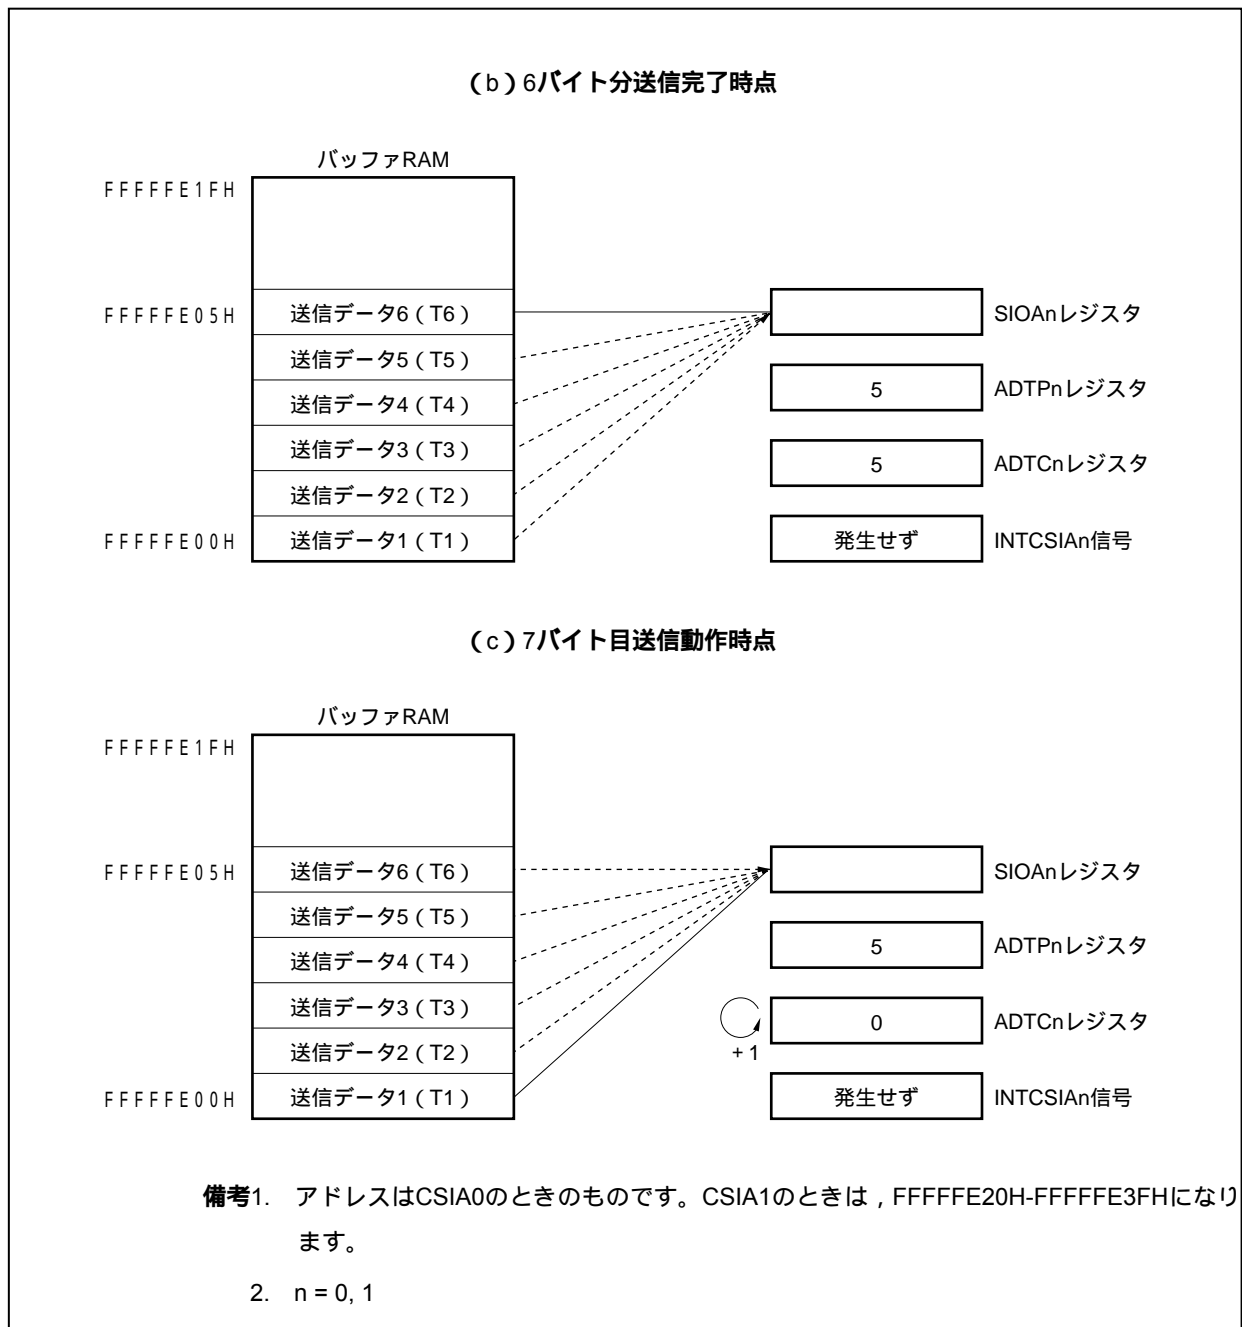 (b)6バイト分送信完了時点
バッファRAM
FFFFFE1FH
FFFFFE05H 送信データ6(T6) SIOAnレジスタ
送信データ5(T5)
5 ADTPnレジスタ
送信データ4(T4)
送信データ3(T3)
5 ADTCnレジスタ
送信データ2(T2)
FFFFFE00H 送信データ1(T1) 発生せず INTCSIAn信号
(c)7バイト目送信動作時点
バッファRAM
FFFFFE1FH
FFFFFE05H 送信データ6(T6) SIOAnレジスタ
送信データ5(T5)
5 ADTPnレジスタ
送信データ4(T4)
送信データ3(T3)
0 ADTCnレジスタ
+1
送信データ2(T2)
FFFFFE00H 送信データ1(T1) 発生せず INTCSIAn信号
備考1. アドレスはCSIA0のときのものです。CSIA1のときは,FFFFFE20H-FFFFFE3FHになり
ます。
2. n = 0, 1